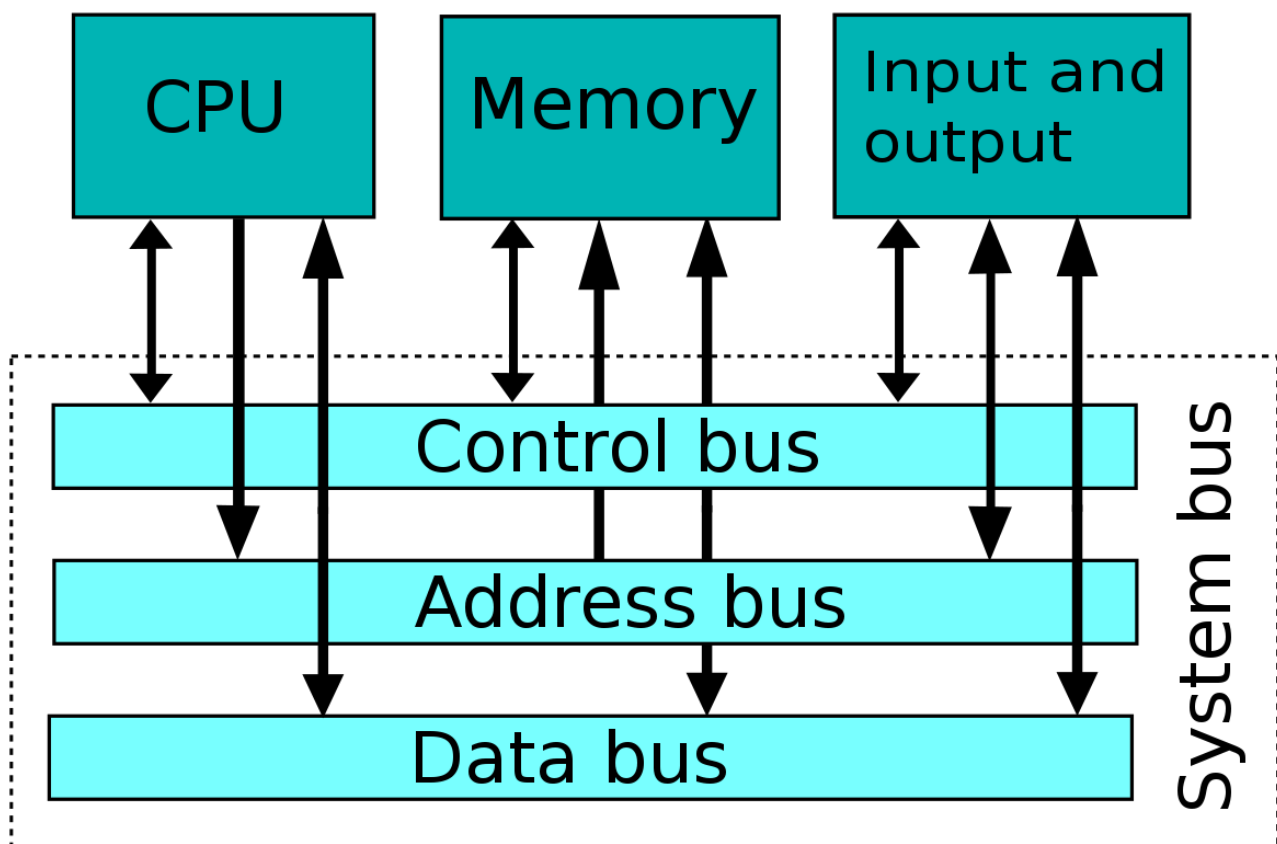 CPU
Memory
Input and
output
Control bus
Address bus
Data bus
System bus